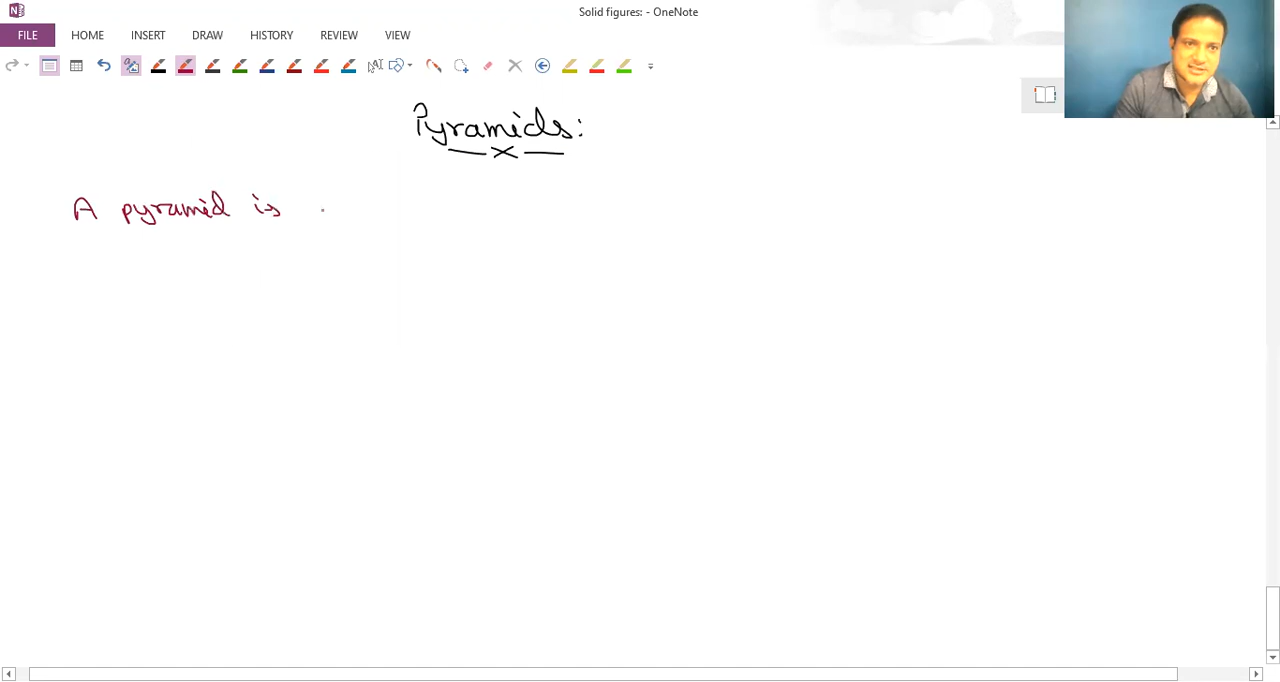 Solid figures: - OneNote
FILE HOME INSERT DRAW HISTORY REVIEW VIEW
Pyramids:
A pyramid is